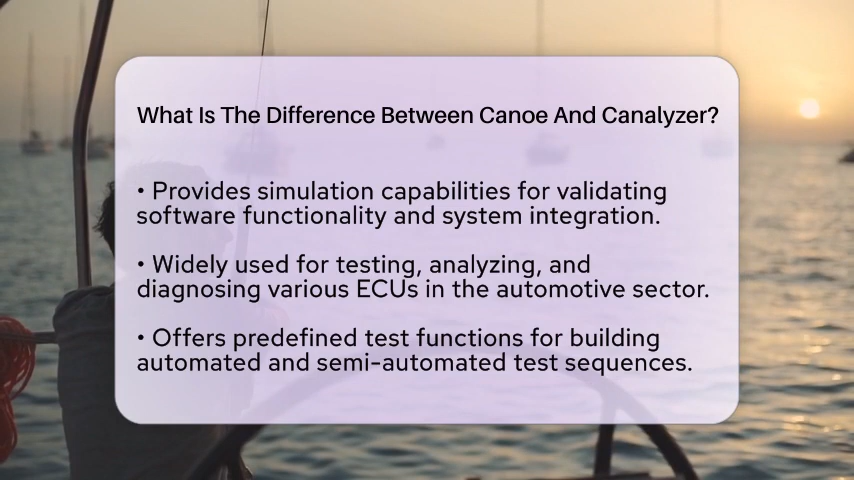 What Is The Difference Between Canoe And Canalyzer?
• Provides simulation capabilities for validating
software functionality and system integration.
• Widely used for testing, analyzing, and
diagnosing various ECUs in the automotive sector.
• Offers predefined test functions for building
automated and semi-automated test sequences.